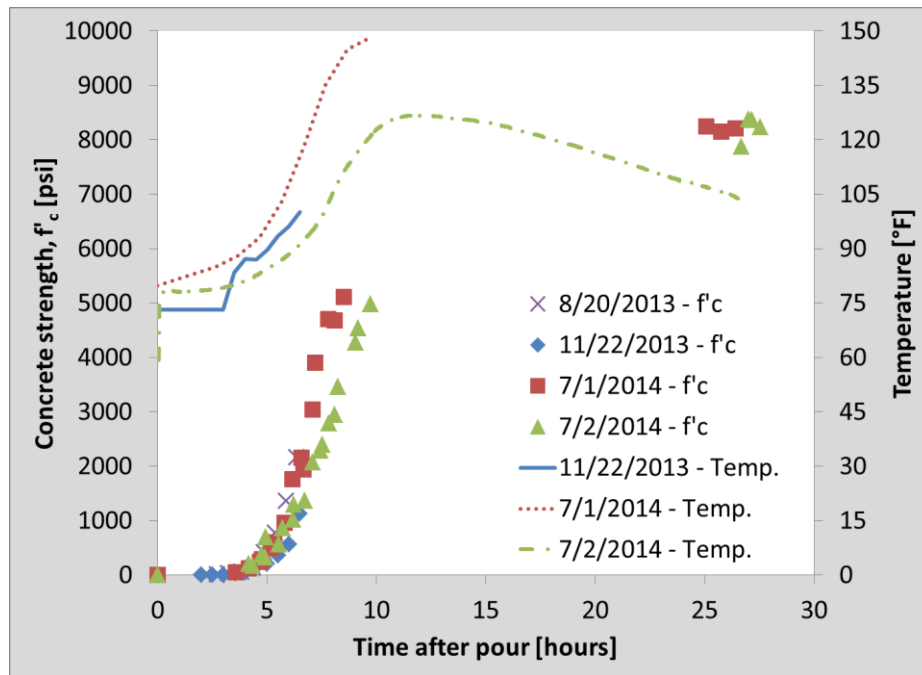 10000
9000
8000
7000
6000
5000
4000
3000
2000
1000
0
Concrete strength, f'c [psi]
150
135
120
105
90
75
60
45
30
15
0
Temperature [°F]
8/20/2013 - f'c
11/22/2013 - f'c
7/1/2014 - f'c
7/2/2014 - f'c
11/22/2013 - Temp.
7/1/2014 - Temp.
7/2/2014 - Temp.
0 5 10 15 20 25 30
Time after pour [hours]